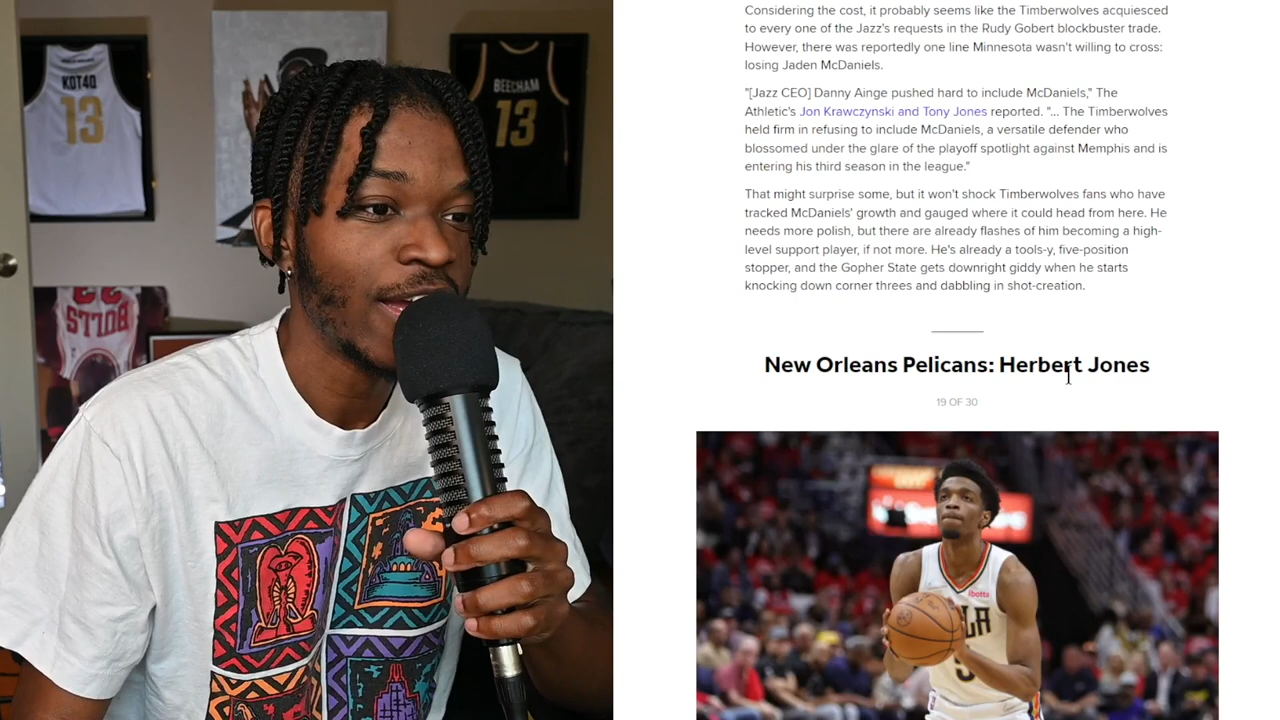 KOT4Q
13
BEECHAM
13
BULLS
23
Considering the cost, it probably seems like the Timberwolves acquiesced
to every one of the Jazz's requests in the Rudy Gobert blockbuster trade.
However, there was reportedly one line Minnesota wasn't willing to cross:
losing Jaden McDaniels.
"[Jazz CEO] Danny Ainge pushed hard to include McDaniels," The
Athletic's Jon Krawczynski and Tony Jones reported. "... The Timberwolves
held firm in refusing to include McDaniels, a versatile defender who
blossomed under the glare of the playoff spotlight against Memphis and is
entering his third season in the league."
That might surprise some, but it won't shock Timberwolves fans who have
tracked McDaniels' growth and gauged where it could head from here. He
needs more polish, but there are already flashes of him becoming a high-
level support player, if not more. He's already a tools-y, five-position
stopper, and the Gopher State gets downright giddy when he starts
knocking down corner threes and dabbling in shot-creation.
New Orleans Pelicans: Herbert Jones
19 OF 30
ibotta
LA
5